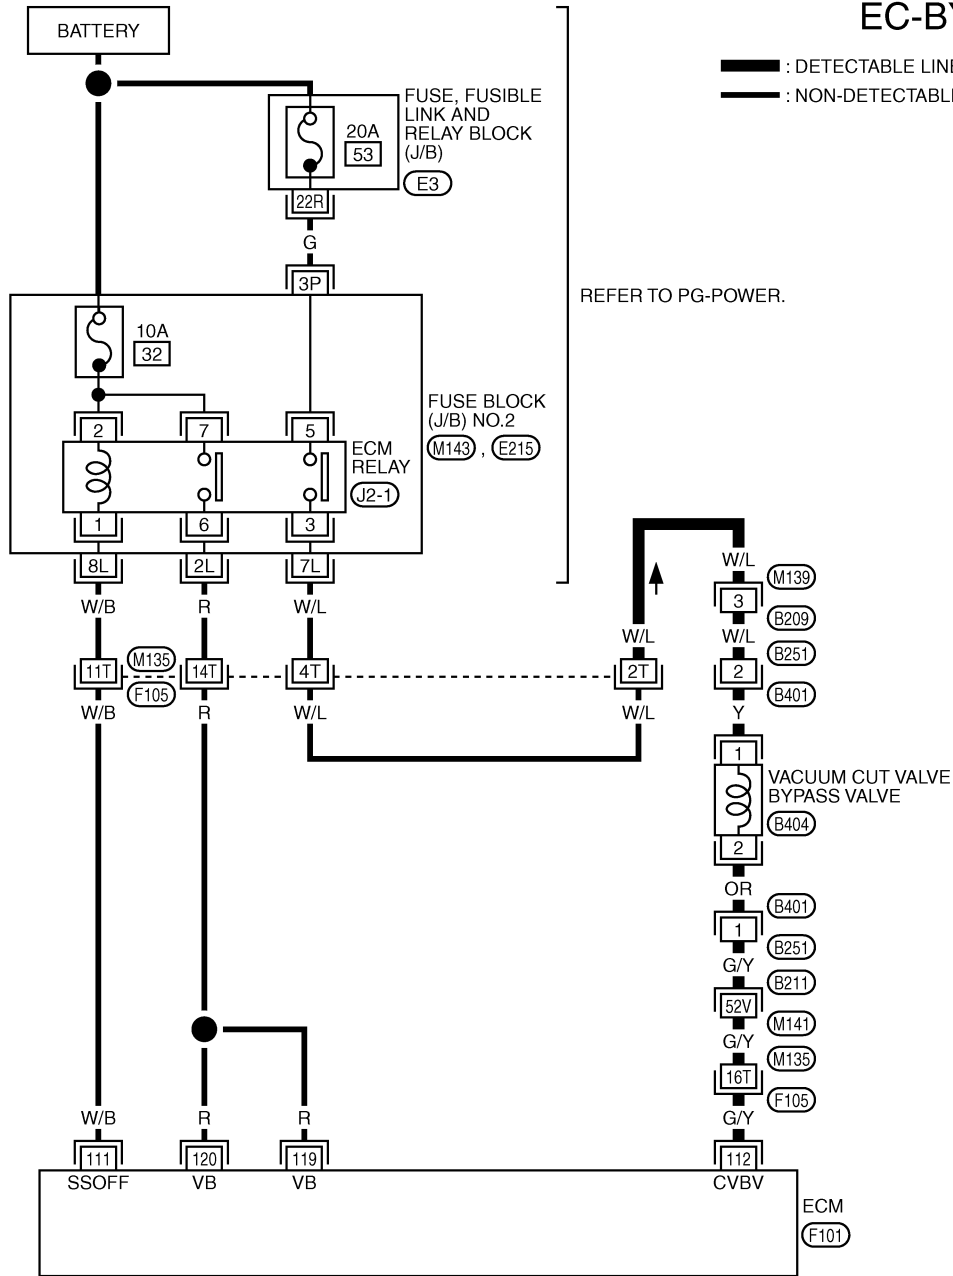 EC-BY
BATTERY
: DETECTABLE LINE
: NON-DETECTABLE
FUSE, FUSIBLE
LINK AND
RELAY BLOCK
(J/B)
E3
20A
53
22R
G
3P
REFER TO PG-POWER.
10A
32
FUSE BLOCK
(J/B) NO.2
M143 , E215
2
7
5
ECM
RELAY
J2-1
1
6
3
8L
2L
7L
W/B
R
W/L
W/L
M139
3
B209
W/L
W/L
B251
11T
M135
14T
4T
2T
2
F105
B401
W/B
R
W/L
W/L
Y
1
VACUUM CUT VALVE
BYPASS VALVE
B404
2
OR
B401
1
B251
G/Y
B211
52V
M141
G/Y
M135
16T
F105
W/B
R
R
G/Y
111
120
119
112
SSOFF
VB
VB
CVBV
ECM
F101